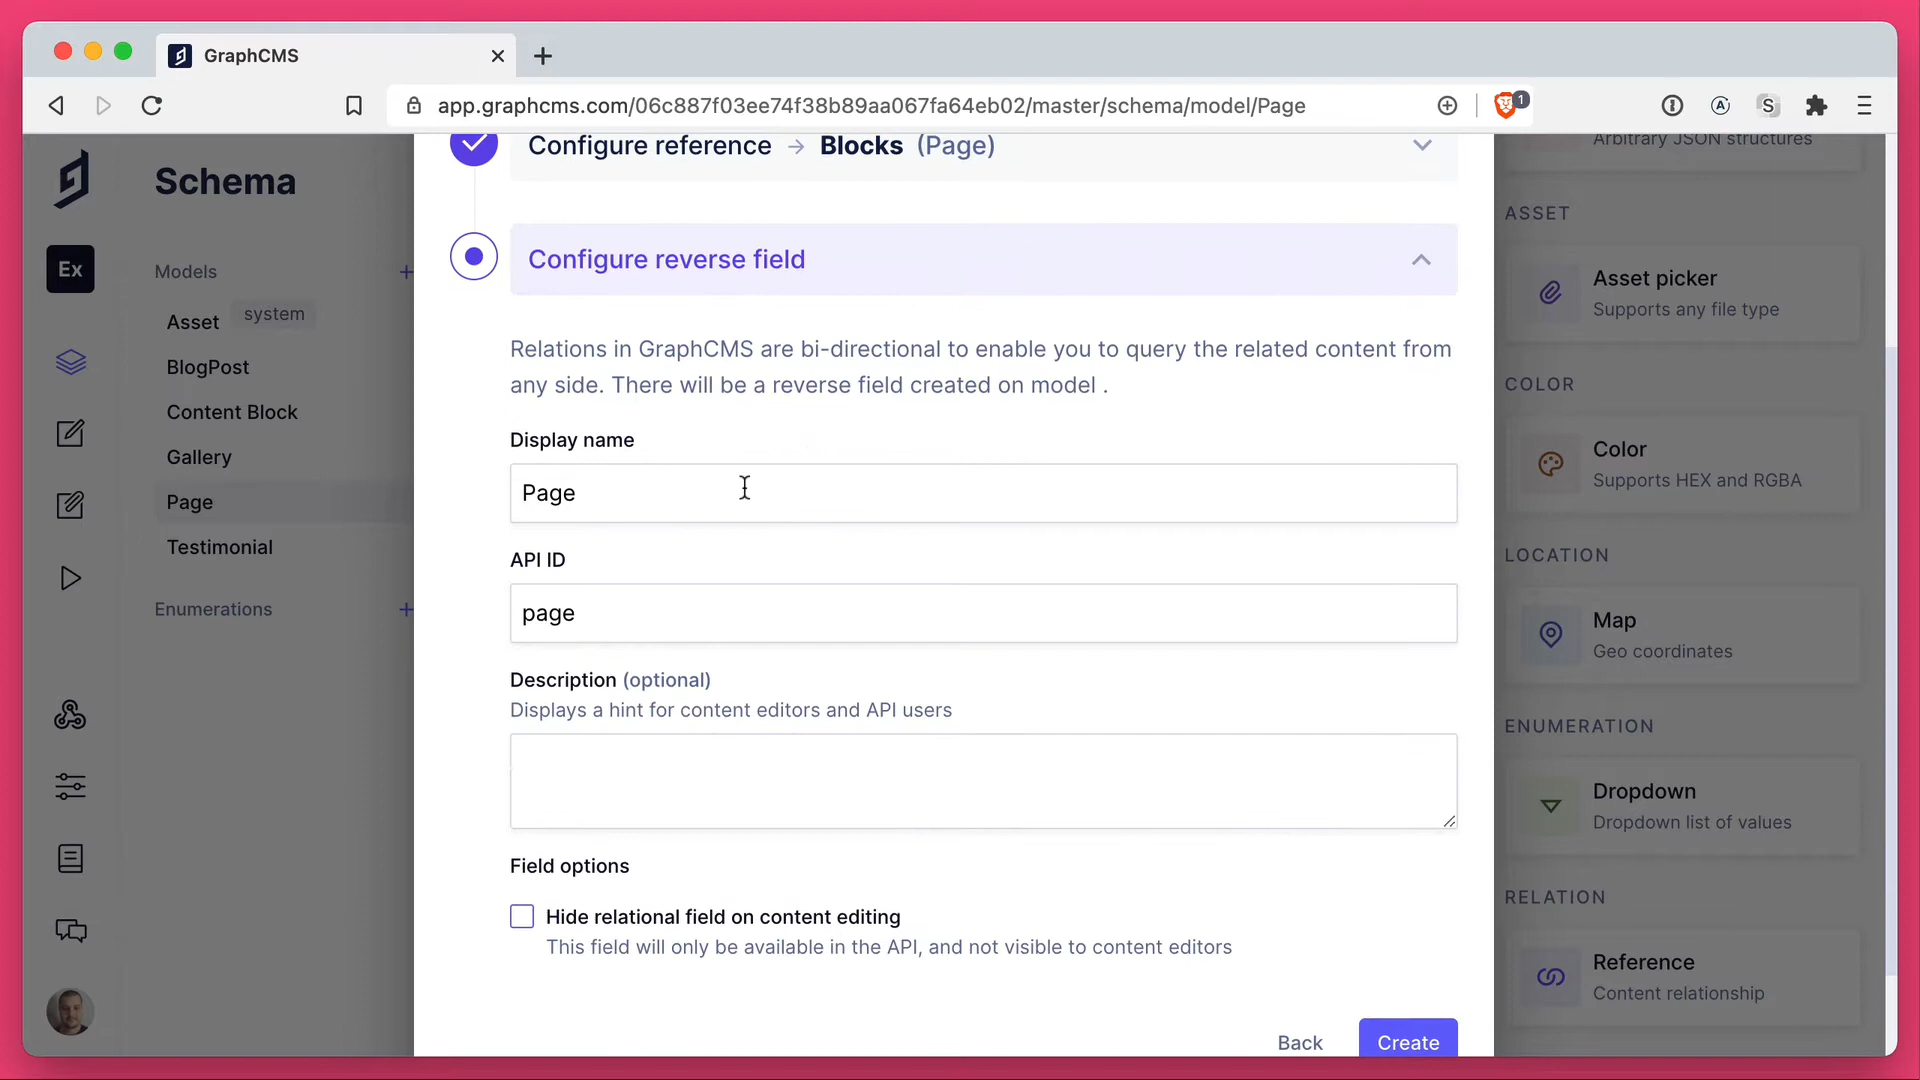 GraphCMS
app.graphcms.com/06c887f03ee74f38b89aa067fa64eb02/master/schema/model/Page
1
Schema
Ex
Models
Asset
system
BlogPost
Content Block
Gallery
Page
Testimonial
Enumerations
Configure reference → Blocks (Page)
Configure reverse field
Relations in GraphCMS are bi-directional to enable you to query the related content from
any side. There will be a reverse field created on model .
Display name
Page
API ID
page
Description (optional)
Displays a hint for content editors and API users
Field options
Hide relational field on content editing
This field will only be available in the API, and not visible to content editors
Back
Create
Arbitrary JSON structures
ASSET
Asset picker
Supports any file type
COLOR
Color
Supports HEX and RGBA
LOCATION
Map
Geo coordinates
ENUMERATION
Dropdown
Dropdown list of values
RELATION
Reference
Content relationship